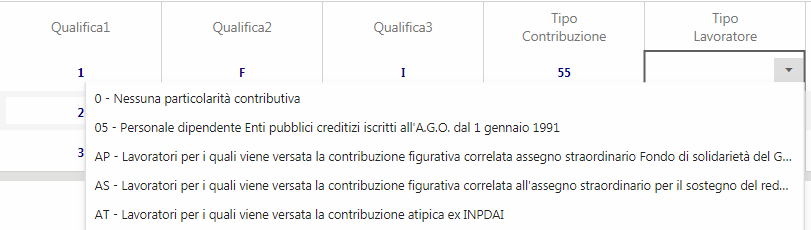 Qualifica1 Qualifica2 Qualifica3 Tipo Contribuzione Tipo Lavoratore
1 F I 55
2
3
0 - Nessuna particolarità contributiva
05 - Personale dipendente Enti pubblici creditizi iscritti all'A.G.O. dal 1 gennaio 1991
AP - Lavoratori per i quali viene versata la contribuzione figurativa correlata assegno straordinario Fondo di solidarietà del G...
AS - Lavoratori per i quali viene versata la contribuzione figurativa correlata all'assegno straordinario per il sostegno del red...
AT - Lavoratori per i quali viene versata la contribuzione atipica ex INPDAI